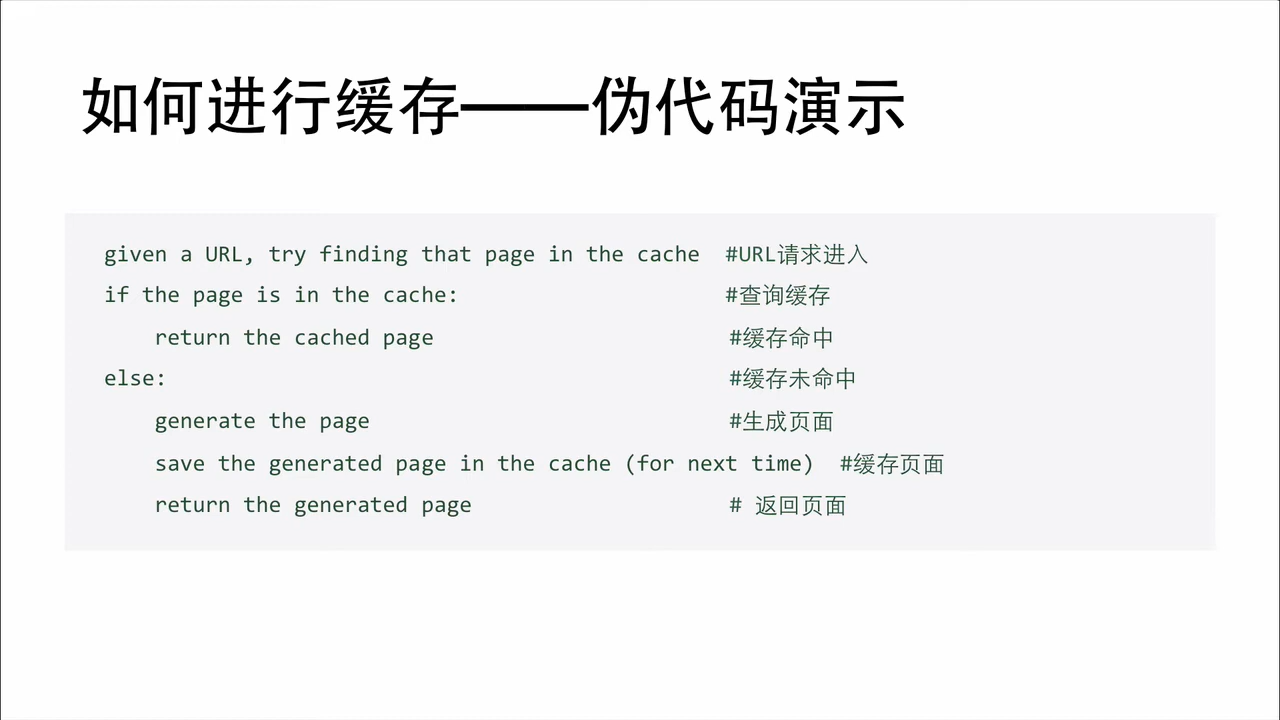 如何进行缓存——伪代码演示
given a URL, try finding that page in the cache  #URL请求进入
if the page is in the cache:  #查询缓存
    return the cached page  #缓存命中
else:  #缓存未命中
    generate the page  #生成页面
    save the generated page in the cache (for next time)  #缓存页面
    return the generated page  # 返回页面